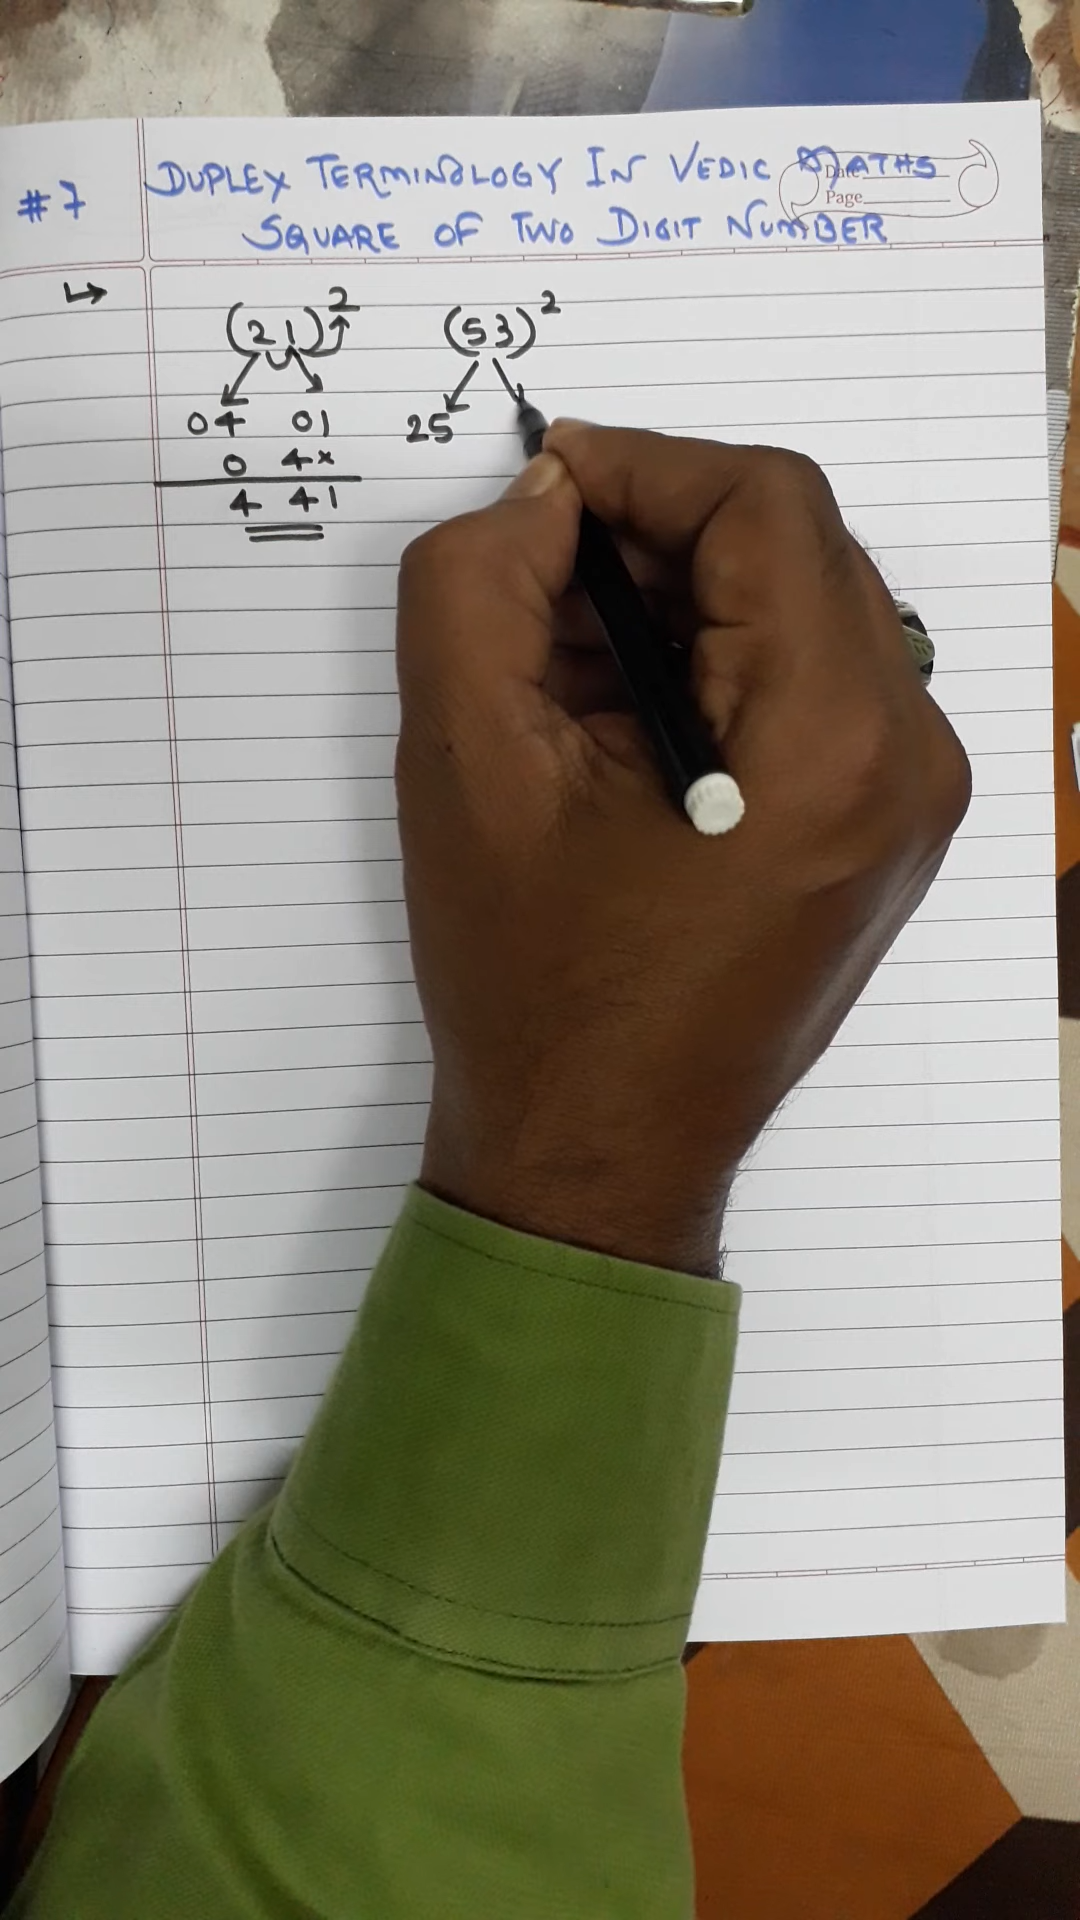 #7 DUPLEX TERMINOLOGY IN VEDIC MATHS
Date
Page
SQUARE OF TWO DIGIT NUMBER
↳
(21)² (53)²
04 01 25
0 4×
4 41